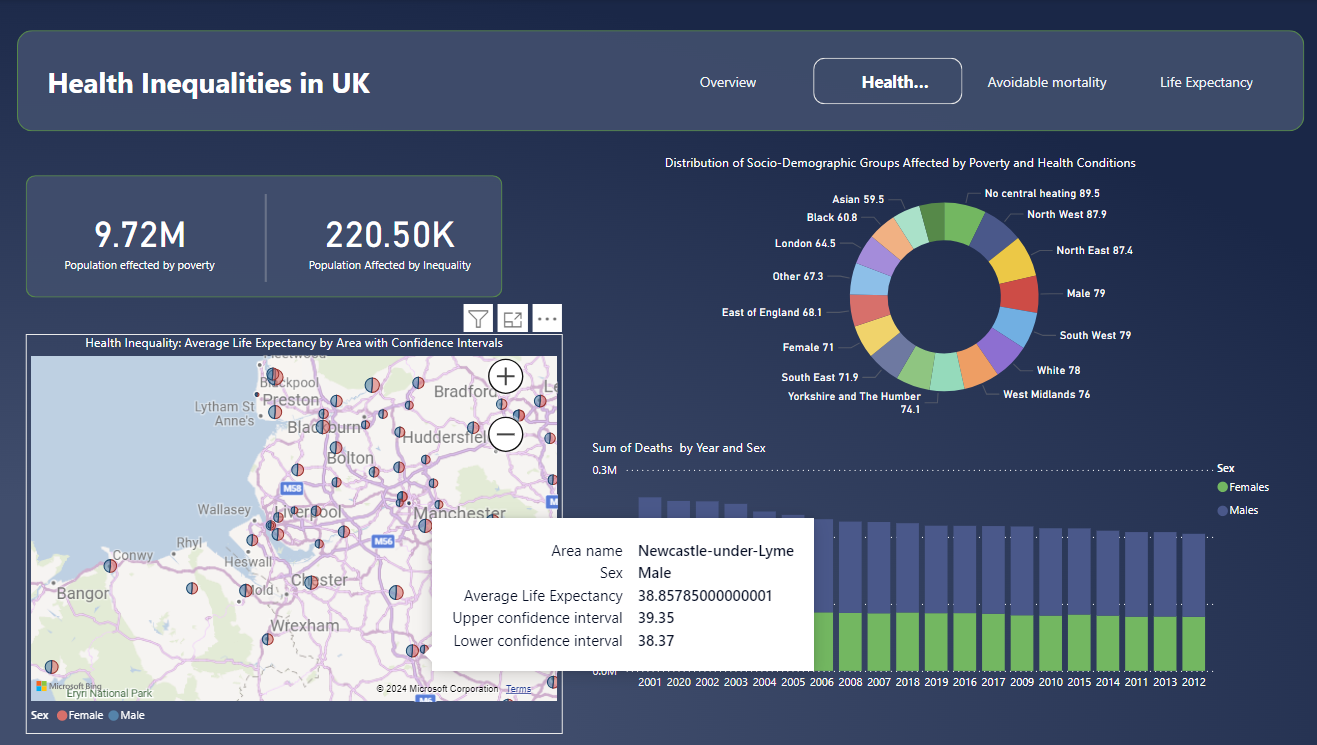 Health Inequalities in UK
Overview
Health...
Avoidable mortality
Life Expectancy
9.72M
Population effected by poverty
220.50K
Population Affected by Inequality
Distribution of Socio-Demographic Groups Affected by Poverty and Health Conditions
No central heating 89.5
North West 87.9
North East 87.4
Male 79
South West 79
White 78
West Midlands 76
Yorkshire and The Humber
74.1
South East 71.9
Female 71
East of England 68.1
Other 67.3
London 64.5
Black 60.8
Asian 59.5
Health Inequality: Average Life Expectancy by Area with Confidence Intervals
Blackpool
Preston
Lytham St
Anne's
Bradford
Blackburn
Huddersfiel
Bolton
M58
Wallasey
Liverpool
Manchester
M56
Rhyl
Conwy
Heswall
Bangor
Mold
Chester
Wrexham
Microsoft Bing
Eryri National Park
© 2024 Microsoft Corporation
Terms
M6
Sex
Female
Male
Area name Newcastle-under-Lyme
Sex Male
Average Life Expectancy 38.85785000000001
Upper confidence interval 39.35
Lower confidence interval 38.37
Sum of Deaths by Year and Sex
0.3M
0.0M
2001 2020 2002 2003 2004 2005 2006 2008 2007 2018 2019 2016 2017 2009 2010 2015 2014 2011 2013 2012
Sex
Females
Males